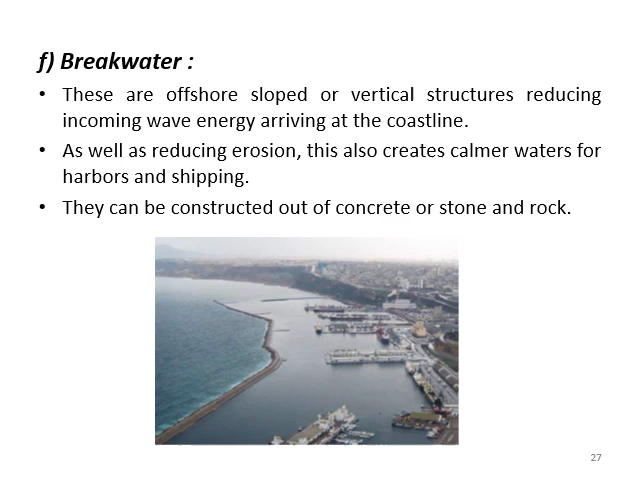 f) Breakwater :
• These are offshore sloped or vertical structures reducing
incoming wave energy arriving at the coastline.
• As well as reducing erosion, this also creates calmer waters for
harbors and shipping.
• They can be constructed out of concrete or stone and rock.
27